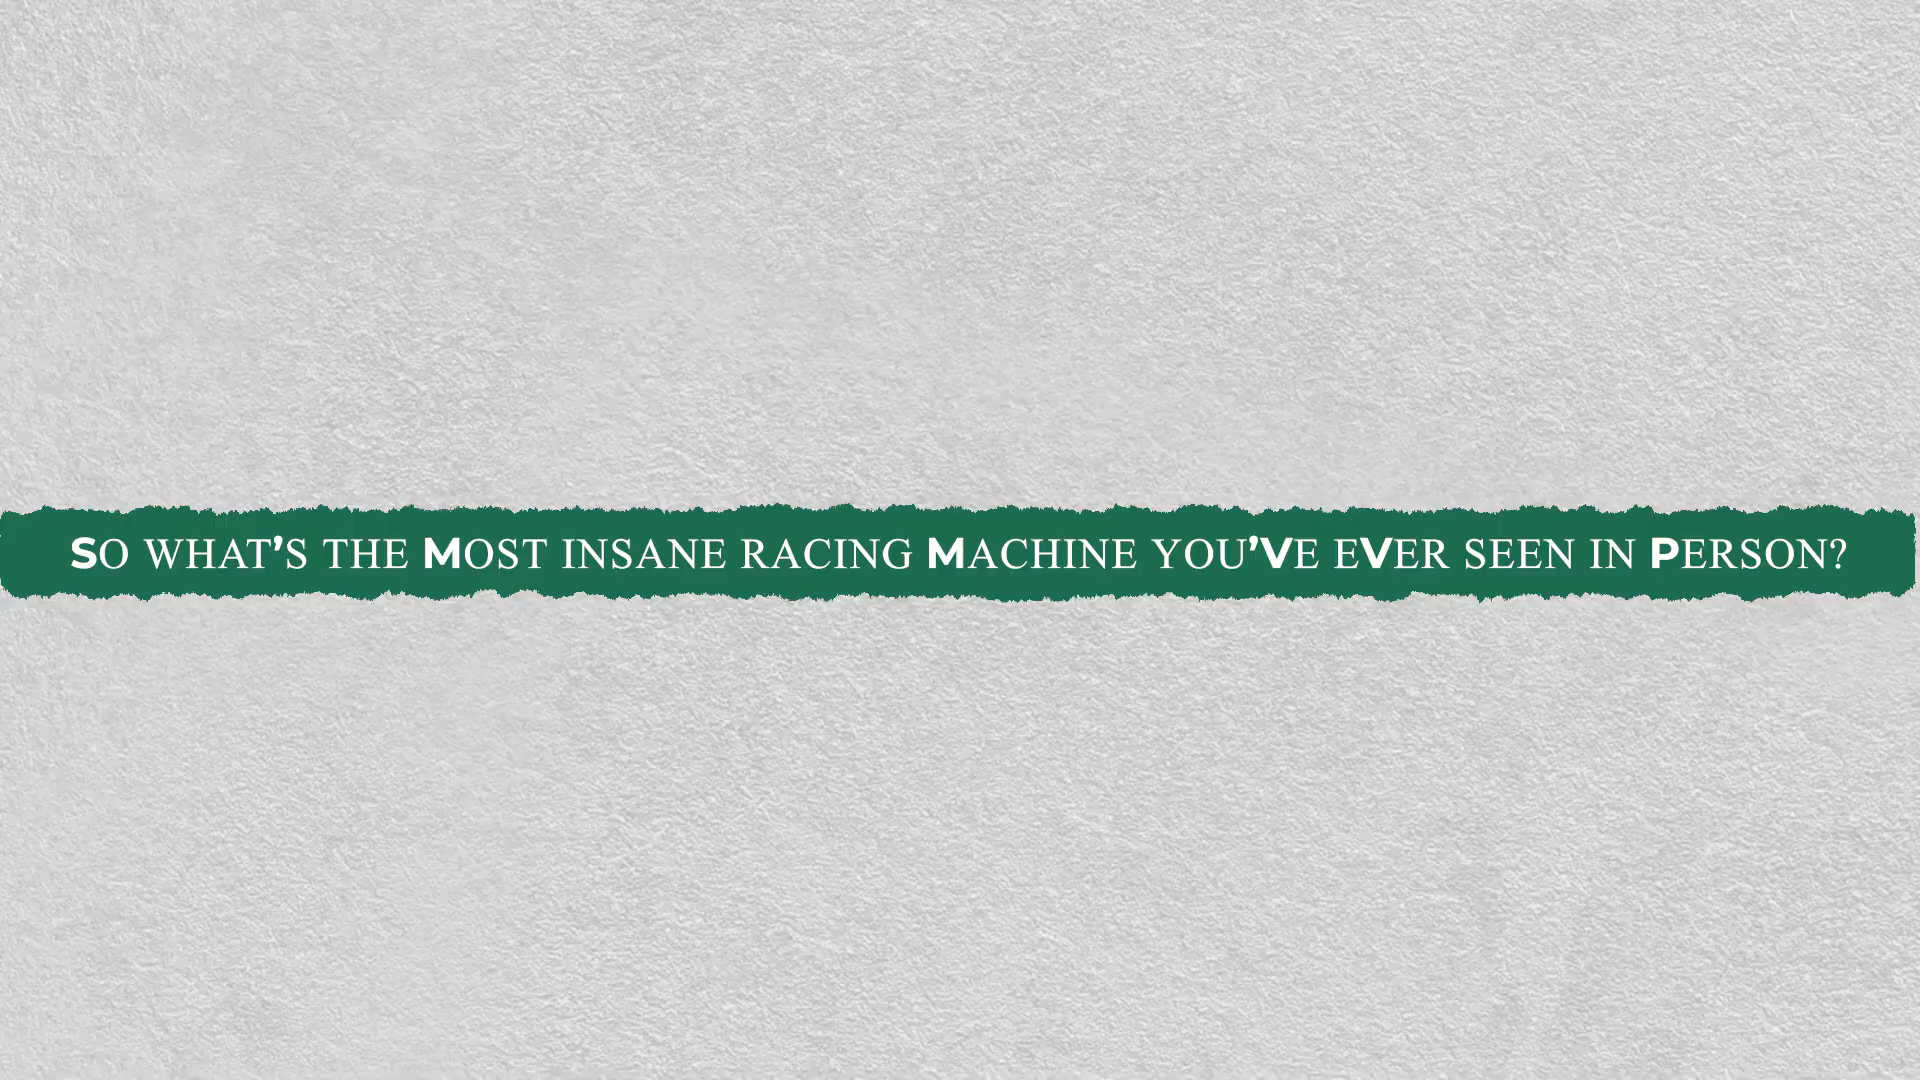 So what’s the Most insane racing Machine you’Ve eVer seen in Person?